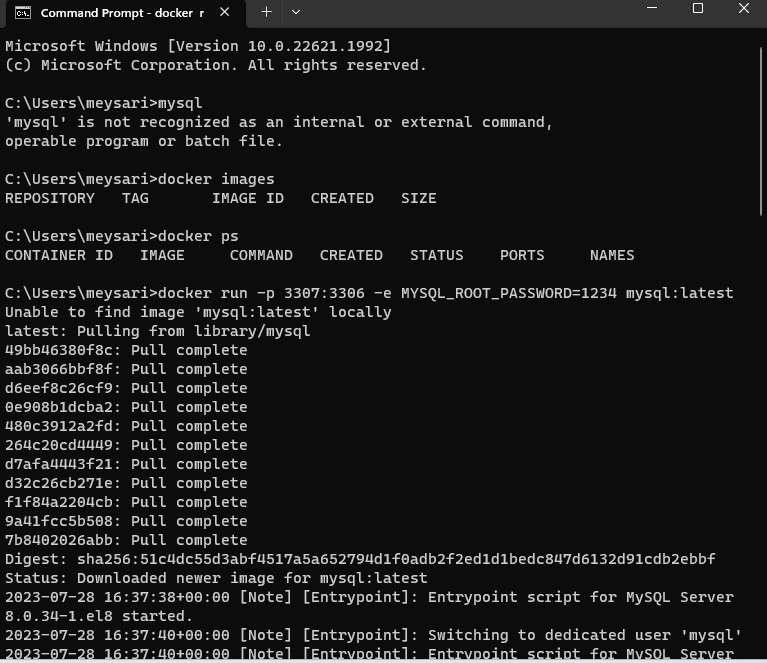 Command Prompt - docker r
Microsoft Windows [Version 10.0.22621.1992]
(c) Microsoft Corporation. All rights reserved.
C:\Users\meysari>mysql
'mysql' is not recognized as an internal or external command,
operable program or batch file.
C:\Users\meysari>docker images
REPOSITORY   TAG       IMAGE ID   CREATED   SIZE
C:\Users\meysari>docker ps
CONTAINER ID   IMAGE     COMMAND   CREATED   STATUS    PORTS     NAMES
C:\Users\meysari>docker run -p 3307:3306 -e MYSQL_ROOT_PASSWORD=1234 mysql:latest
Unable to find image 'mysql:latest' locally
latest: Pulling from library/mysql
49bb46380f8c: Pull complete
aab3066bbf8f: Pull complete
d6eef8c26cf9: Pull complete
0e908b1dcba2: Pull complete
480c3912a2fd: Pull complete
264c20cd4449: Pull complete
d7afa4443f21: Pull complete
d32c26cb271e: Pull complete
f1f84a2204cb: Pull complete
9a41fcc5b508: Pull complete
7b8402026abb: Pull complete
Digest: sha256:51c4dc55d3abf4517a5a652794d1f0adb2f2ed1d1bedc847d6132d91cdb2ebbf
Status: Downloaded newer image for mysql:latest
2023-07-28 16:37:38+00:00 [Note] [Entrypoint]: Entrypoint script for MySQL Server
8.0.34-1.el8 started.
2023-07-28 16:37:40+00:00 [Note] [Entrypoint]: Switching to dedicated user 'mysql'
2023-07-28 16:37:40+00:00 [Note] [Entrypoint]: Entrypoint script for MySQL Server